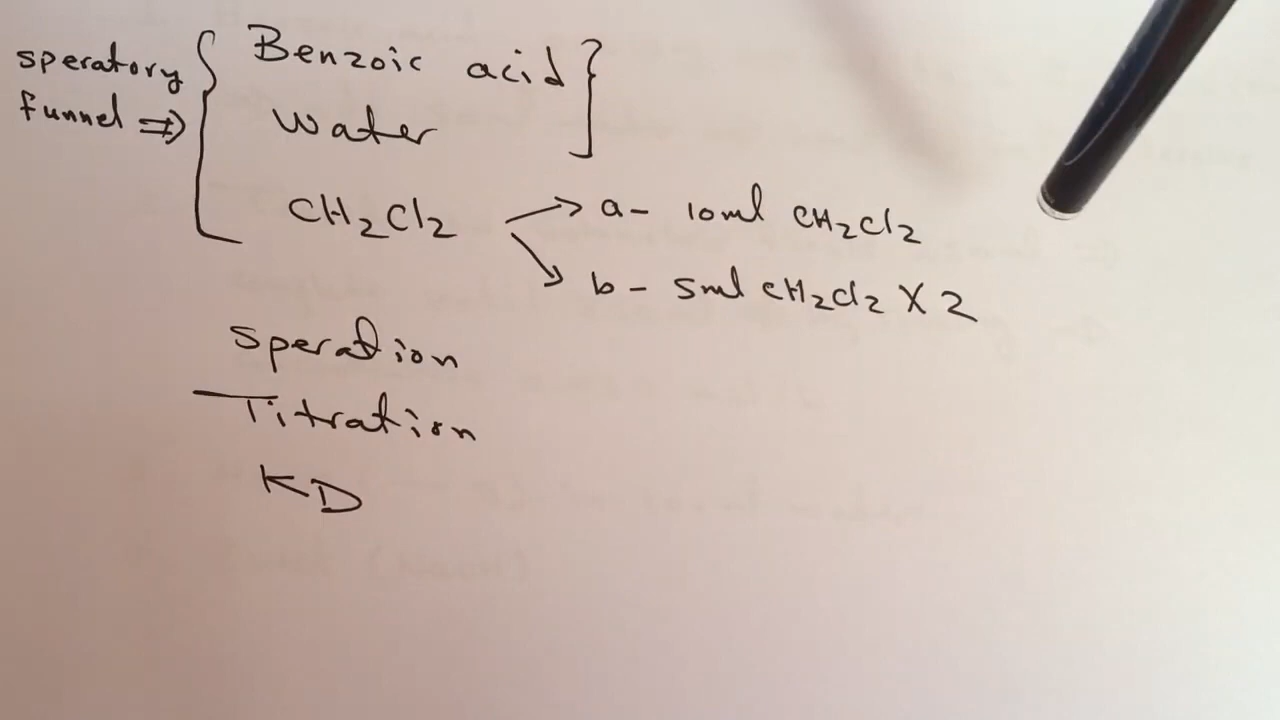 speratory
funnel ⇒
Benzoic acid
Water
CH2Cl2
a- 10ml CH2Cl2
b- 5ml CH2Cl2 X 2
Speration
Titration
KD